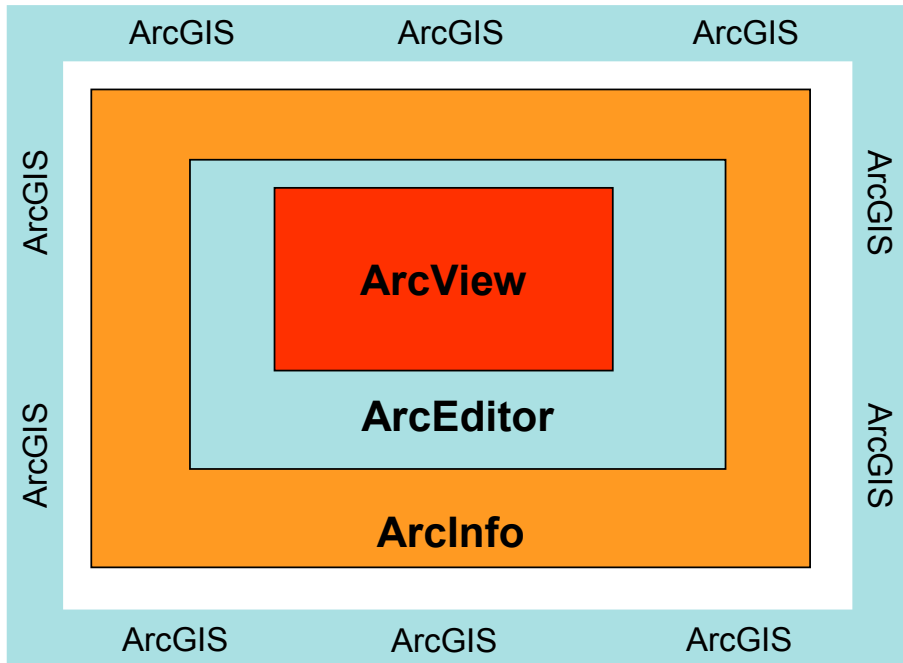 ArcGIS ArcGIS ArcGIS
ArcGIS
ArcGIS
ArcView
ArcEditor
ArcGIS
ArcGIS
ArcInfo
ArcGIS ArcGIS ArcGIS